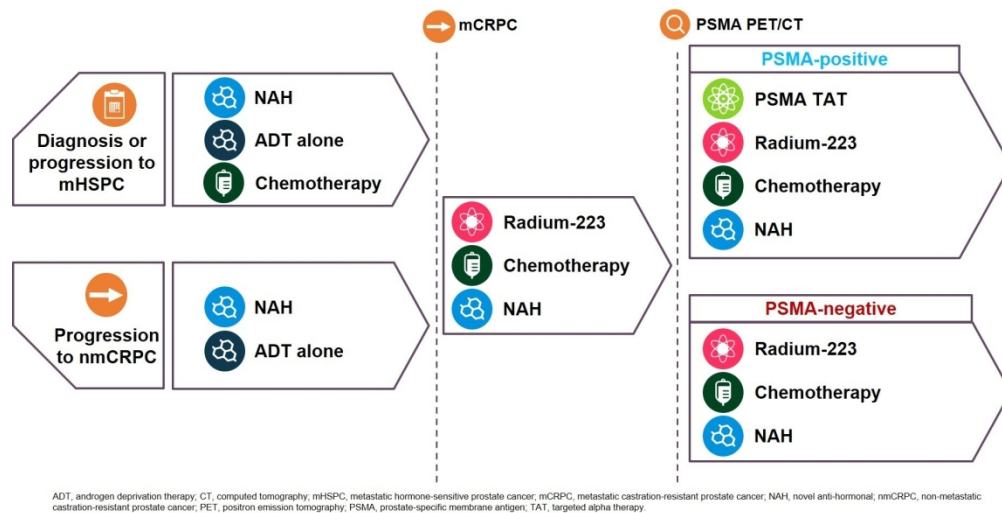 mCRPC
PSMA PET/CT
Diagnosis or
progression to
mHSPC
NAH
ADT alone
Chemotherapy
Progression
to nmCRPC
NAH
ADT alone
Radium-223
Chemotherapy
NAH
PSMA-positive
PSMA TAT
Radium-223
Chemotherapy
NAH
PSMA-negative
Radium-223
Chemotherapy
NAH
ADT, androgen deprivation therapy; CT, computed tomography; mHSPC, metastatic hormone-sensitive prostate cancer; mCRPC, metastatic castration-resistant prostate cancer; NAH, novel anti-hormonal; nmCRPC, non-metastatic
castration-resistant prostate cancer; PET, positron emission tomography; PSMA, prostate-specific membrane antigen; TAT, targeted alpha therapy.